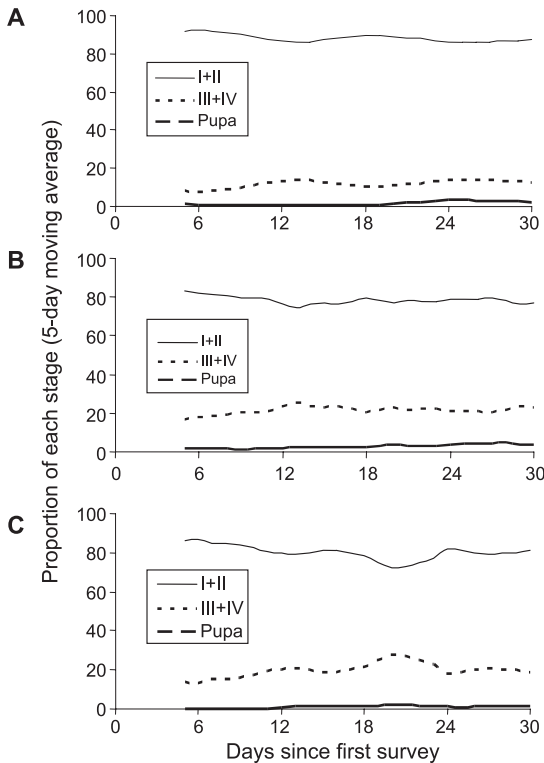 Proportion of each stage (5-day moving average)
A
100
80
60
40
20
0
I+II
III+IV
Pupa
0 6 12 18 24 30
B
100
80
60
40
20
0
I+II
III+IV
Pupa
0 6 12 18 24 30
C
100
80
60
40
20
0
I+II
III+IV
Pupa
0 6 12 18 24 30
Days since first survey